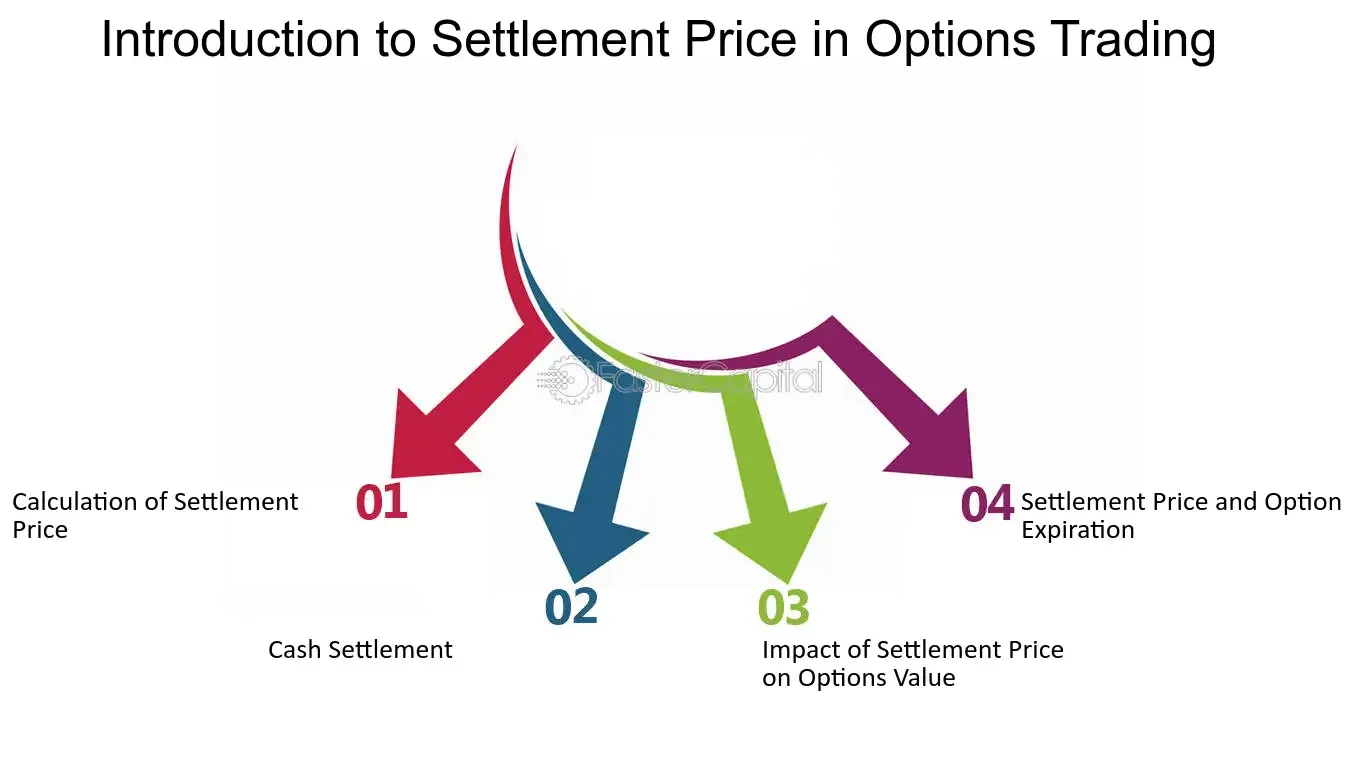 Introduction to Settlement Price in Options Trading
FasterCapital
01
Calculation of Settlement
Price
02
Cash Settlement
03
Impact of Settlement Price
on Options Value
04
Settlement Price and Option
Expiration